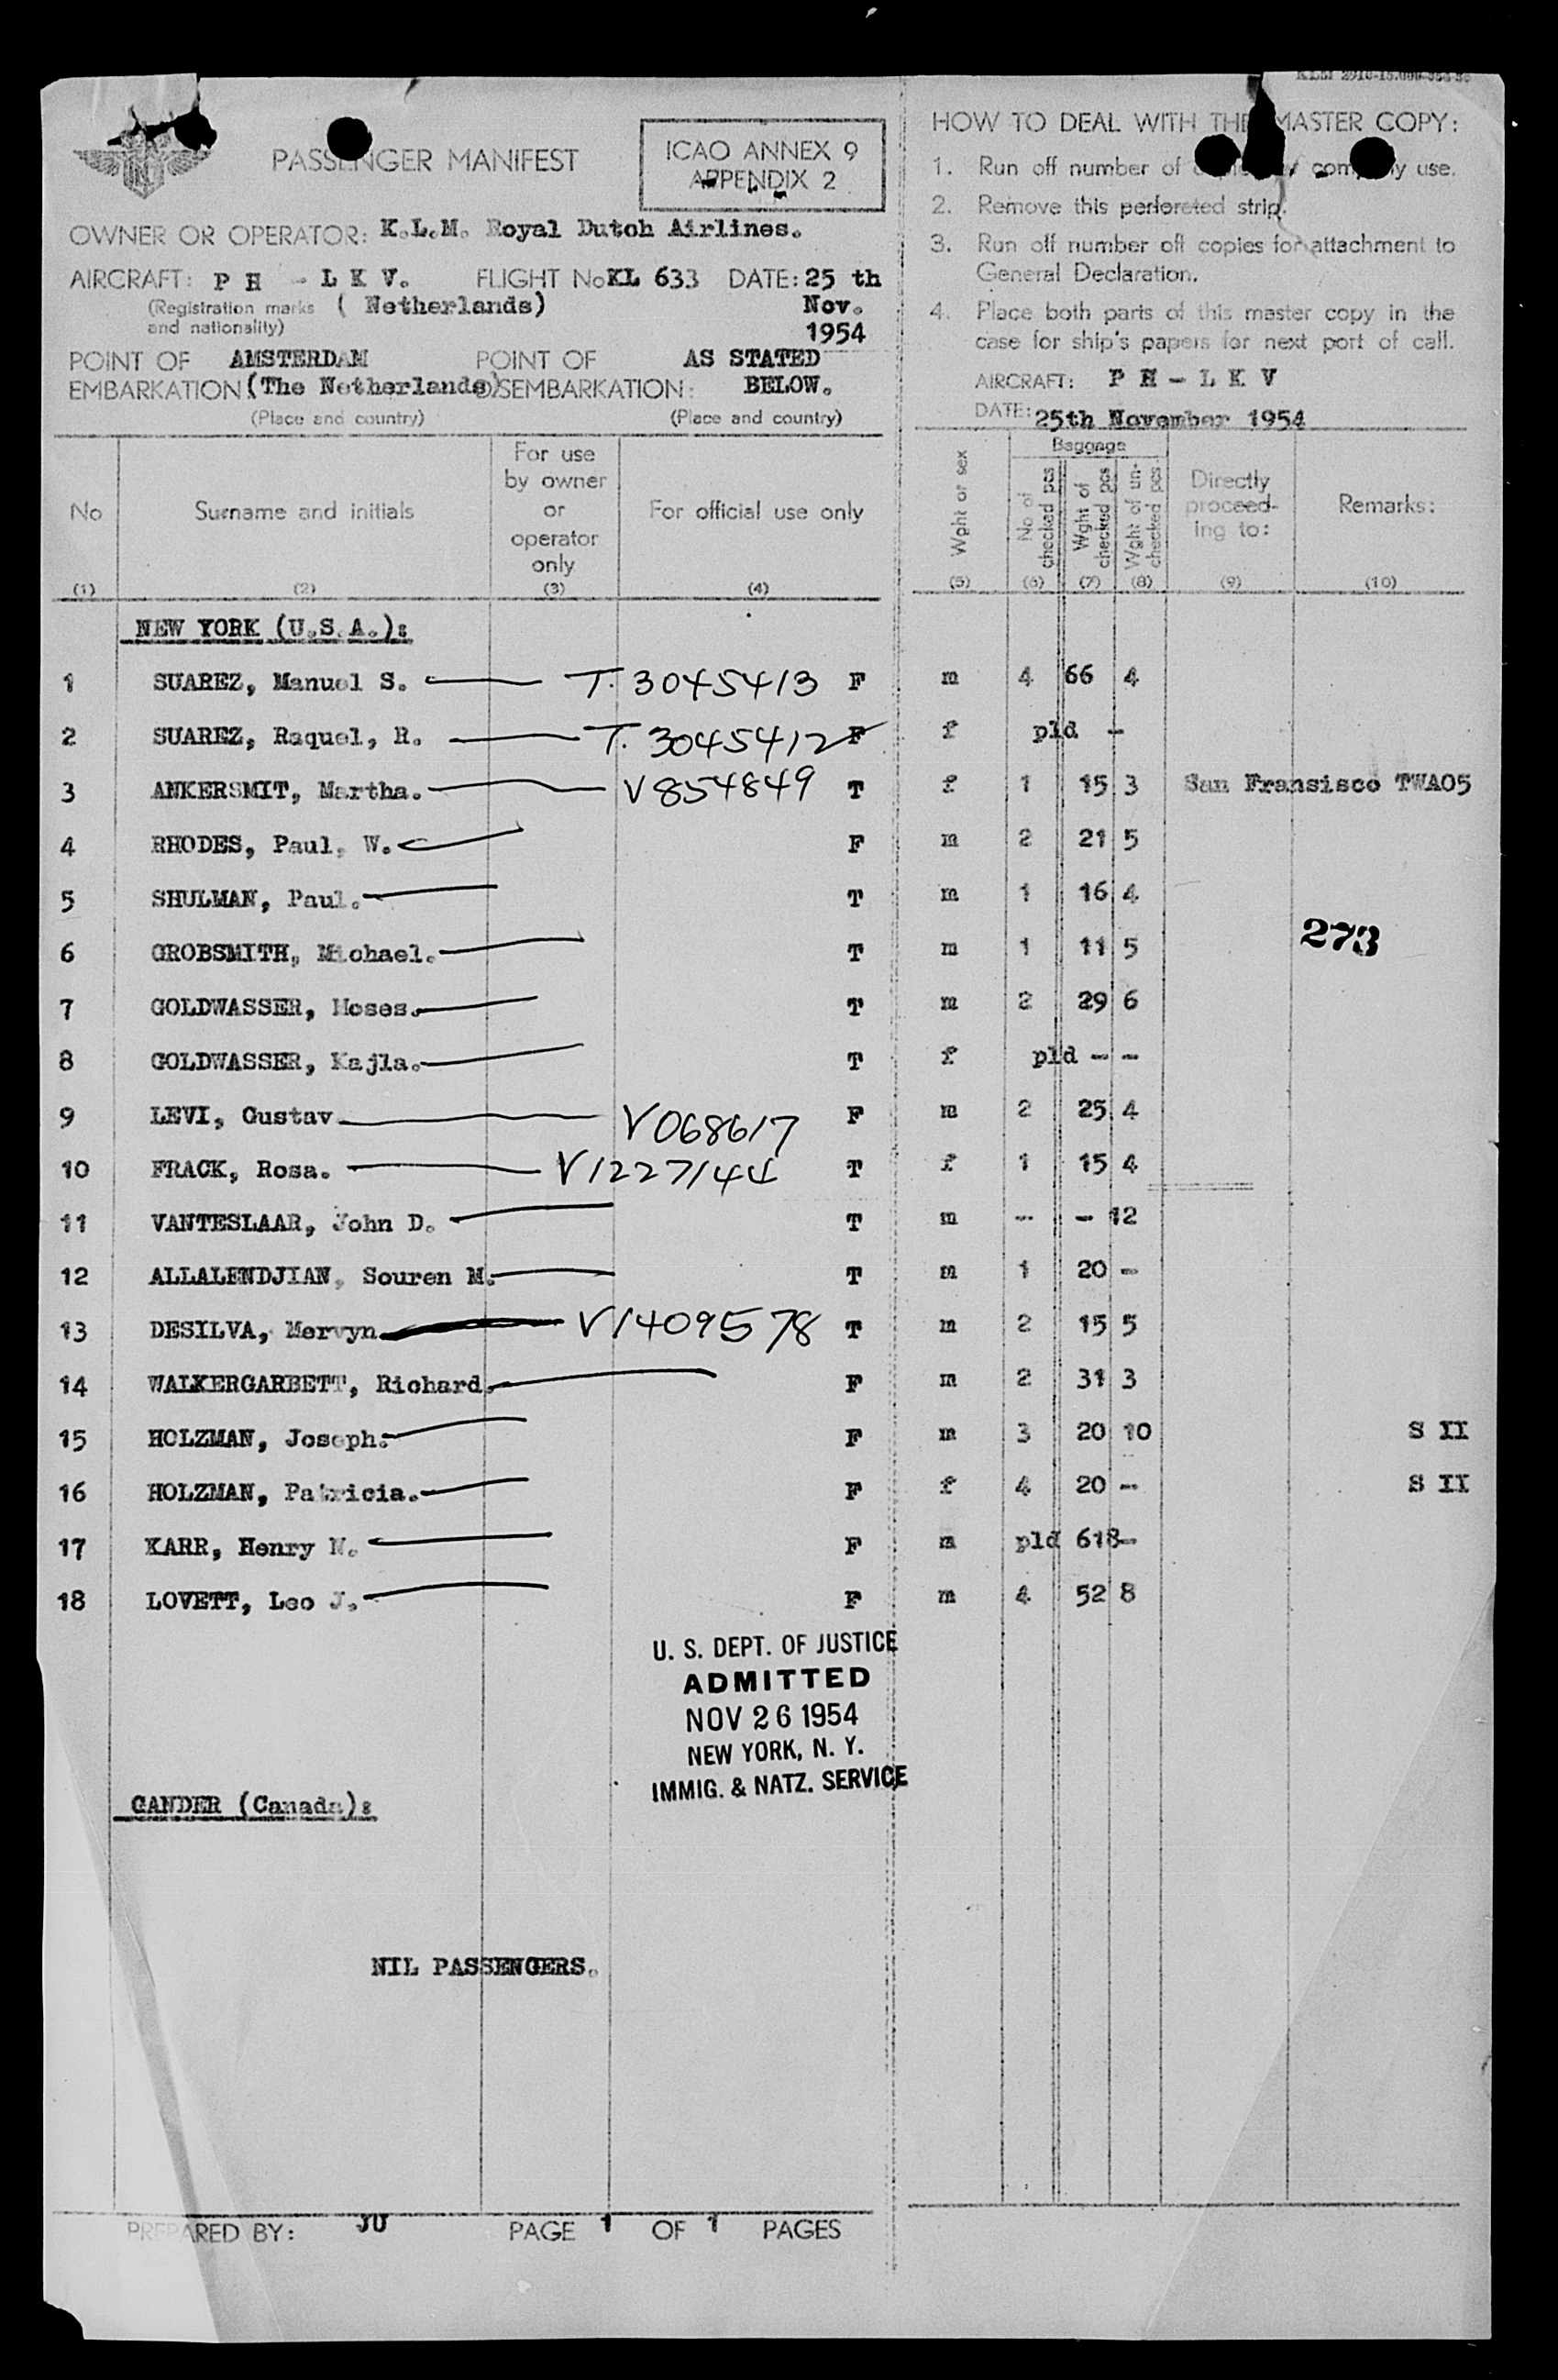 KLM 2910-15.000
PASSENGER MANIFEST
ICAO ANNEX 9
APPENDIX 2
OWNER OR OPERATOR: K.L.M. Royal Dutch Airlines.
AIRCRAFT: P H - L K V. FLIGHT No KL 633 DATE: 25 th
(Registration marks ( Netherlands) Nov.
and nationality) 1954
POINT OF AMSTERDAM POINT OF AS STATED
EMBARKATION: (The Netherlands) DISEMBARKATION: BELOW.
(Place and country) (Place and country)
HOW TO DEAL WITH THE MASTER COPY:
1. Run off number of company use.
2. Remove this perforated strip.
3. Run off number off copies for attachment to
General Declaration.
4. Place both parts of this master copy in the
case for ship's papers for next port of call.
AIRCRAFT: P H - L K V
DATE: 25th November 1954
No
(1)
Surname and initials
(2)
For use
by owner
or
operator
only
(3)
For official use only
(4)
Wght or sex
(5)
Baggage
No of
checked pcs
(6)
Wght of
checked pcs
(7)
Wght of un-
checked pcs
(8)
Directly
proceed-
ing to:
(9)
Remarks:
(10)
NEW YORK (U.S.A.):
1 SUAREZ, Manuel S. T. 3045413 F m 4 66 4
2 SUAREZ, Raquel, R. T. 3045412 F f pld -
3 ANKERSMIT, Martha. V 854849 T f 1 15 3 San Fransisco TWA05
4 RHODES, Paul, W. F m 2 21 5
5 SHULMAN, Paul. T m 1 16 4
273
6 GROBSMITH, Michael. T m 1 11 5
7 GOLDWASSER, Moses. T m 2 29 6
8 GOLDWASSER, Kajla. T f pld - -
9 LEVI, Gustav V 068617 F m 2 25 4
10 FRACK, Rosa. V 1227144 T f 1 15 4
11 VANTESLAAR, John D. T m - - 12
12 ALLALENDJIAN, Souren M. T m 1 20 -
13 DESILVA, Mervyn V 1409578 T m 2 15 5
14 WALKERGARBETT, Richard. F m 2 31 3
15 HOLZMAN, Joseph. F m 3 20 10 S II
16 HOLZMAN, Patricia. F f 4 20 - S II
17 KARR, Henry N. F m pld 618-
18 LOVETT, Leo J. F m 4 52 8
U. S. DEPT. OF JUSTICE
ADMITTED
NOV 26 1954
NEW YORK, N. Y.
IMMIG. & NATZ. SERVICE
GANDER (Canada):
NIL PASSENGERS.
PREPARED BY: JU PAGE 1 OF 1 PAGES